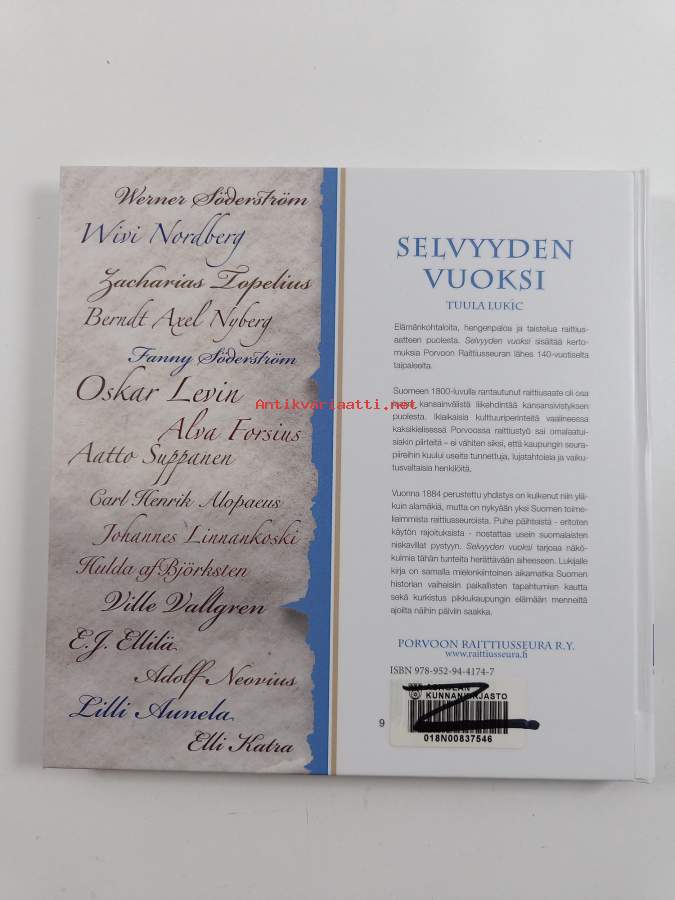 Werner Söderström
Wivi Nordberg
Zacharias Topelius
Berndt Axel Nyberg
Fanny Söderström
Oskar Levin
Alva Forsius
Aatto Suppanen
Carl Henrik Alopaeus
Johannes Linnankoski
Hulda af Björksten
Ville Vallgren
E.J. Ellilä
Adolf Neovius
Lilli Aunela
Elli Katra
Antikvariaatti.net
SELVYYDEN
VUOKSI
TUULA LUKIC
Elämänkohtaloita, hengenpaloa ja taistelua raittius-
aatteen puolesta. Selvyyden vuoksi sisältää kerto-
muksia Porvoon Raittiusseuran lähes 140-vuotiselta
taipaleelta.
Suomeen 1800-luvulla rantautunut raittiusaate oli osa
kansainvälistä liikehdintää kansansivistyksen
puolesta. Ikiaikaisia kulttuuriperinteitä vaalineessa
kaksikielisessä Porvoossa raittiustyö sai omalaatui-
siakin piirteitä – ei vähiten siksi, että kaupungin seura-
piireihin kuului useita tunnettuja, lujatahtoisia ja vaiku-
tusvaltaisia henkilöitä.
Vuonna 1884 perustettu yhdistys on kulkenut niin ylä-
kuin alamäkiä, mutta on nykyään yksi Suomen toime-
liaimmista raittiusseuroista. Puhe päihteistä - eritoten
käytön rajoituksista - nostattaa usein suomalaisten
niskavillat pystyyn. Selvyyden vuoksi tarjoaa näkö-
kulmia tähän tunteita herättävään aiheeseen. Lukijalle
kirja on samalla mielenkiintoinen aikamatka Suomen
historian vaiheisiin paikallisten tapahtumien kautta
sekä kurkistus pikkukaupungin elämään menneiltä
ajoilta näihin päiviin saakka.
PORVOON RAITTIUSSEURA R.Y.
www.raittiusseura.fi
ISBN 978-952-94-4174-7
KUNNANKIRJASTO
9
018N00837546